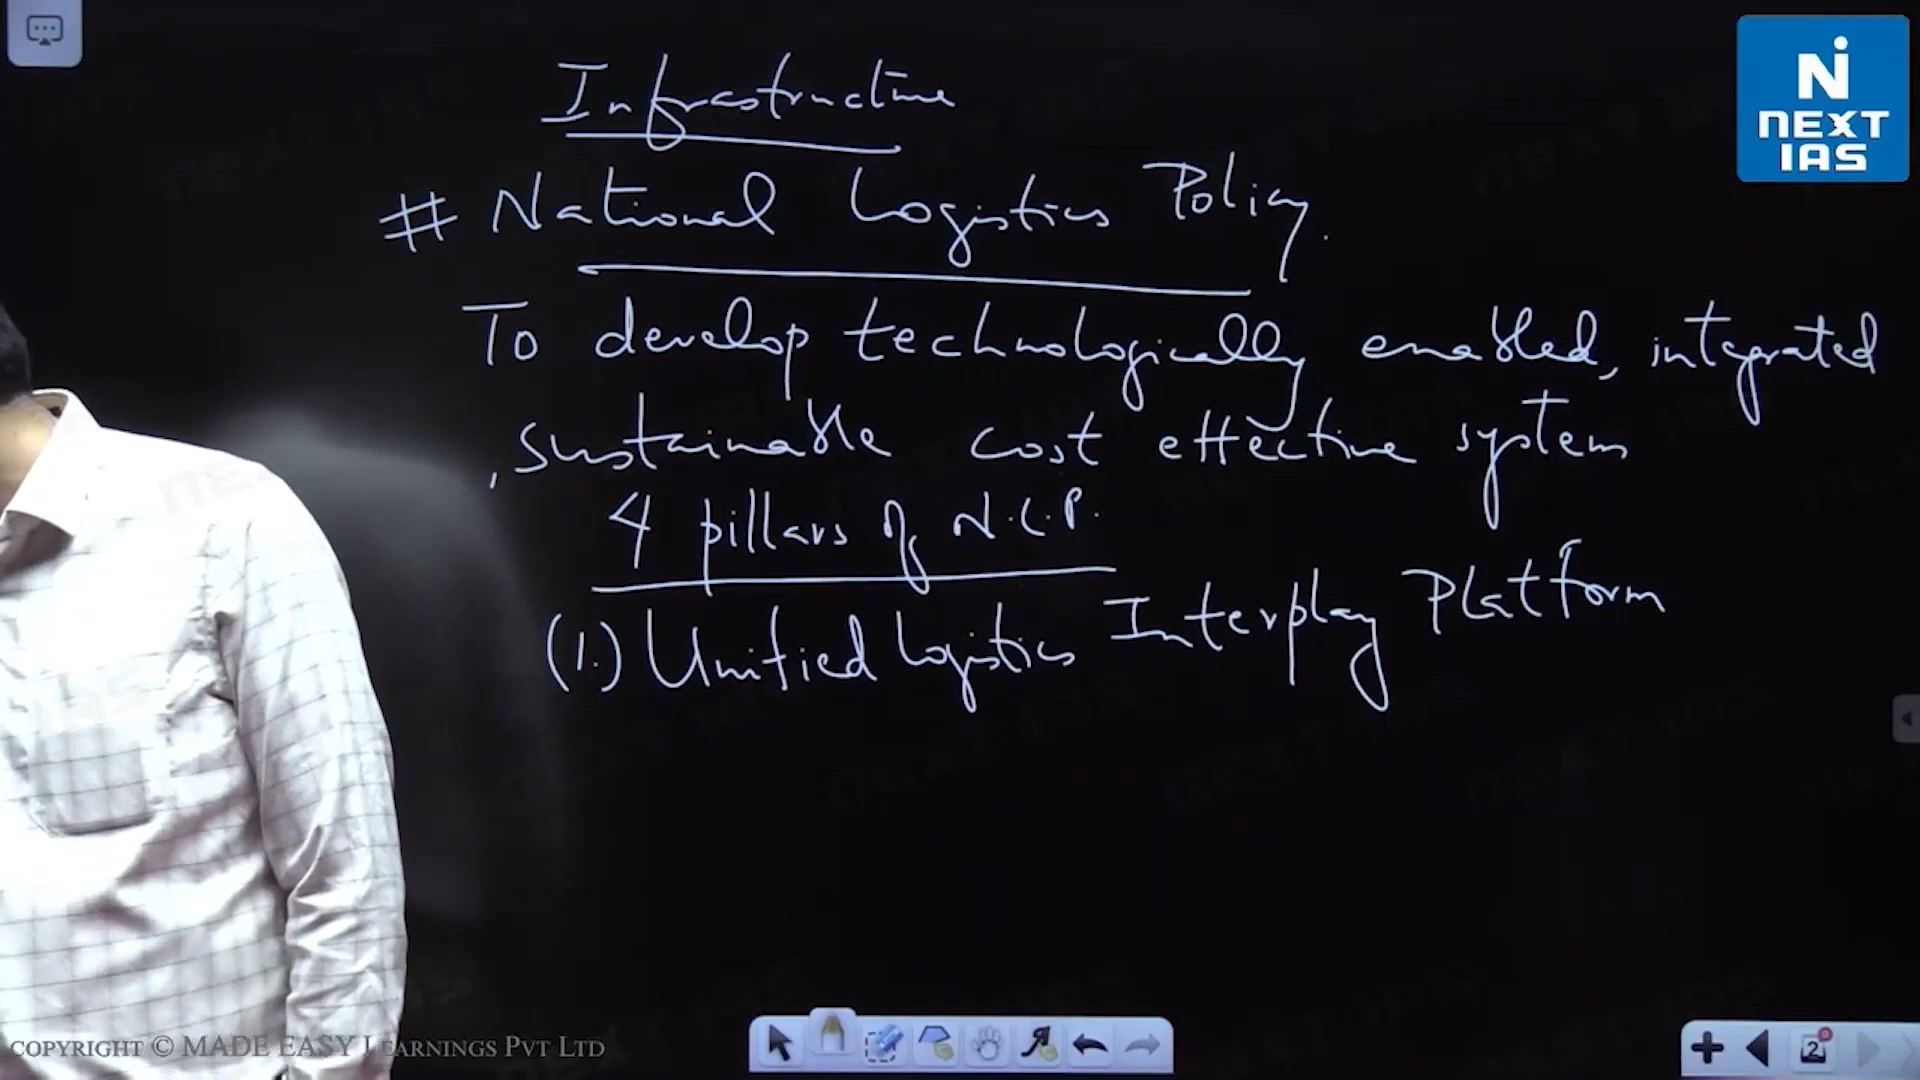 Infrastructure
# National Logistics Policy.
To develop technologically enabled, integrated
, sustainable cost effective system
4 pillars of N.L.P.
(1.) Unified Logistics Interplay Platform
NEXT
IAS
2
COPYRIGHT © MADE EASY LEARNINGS PVT LTD